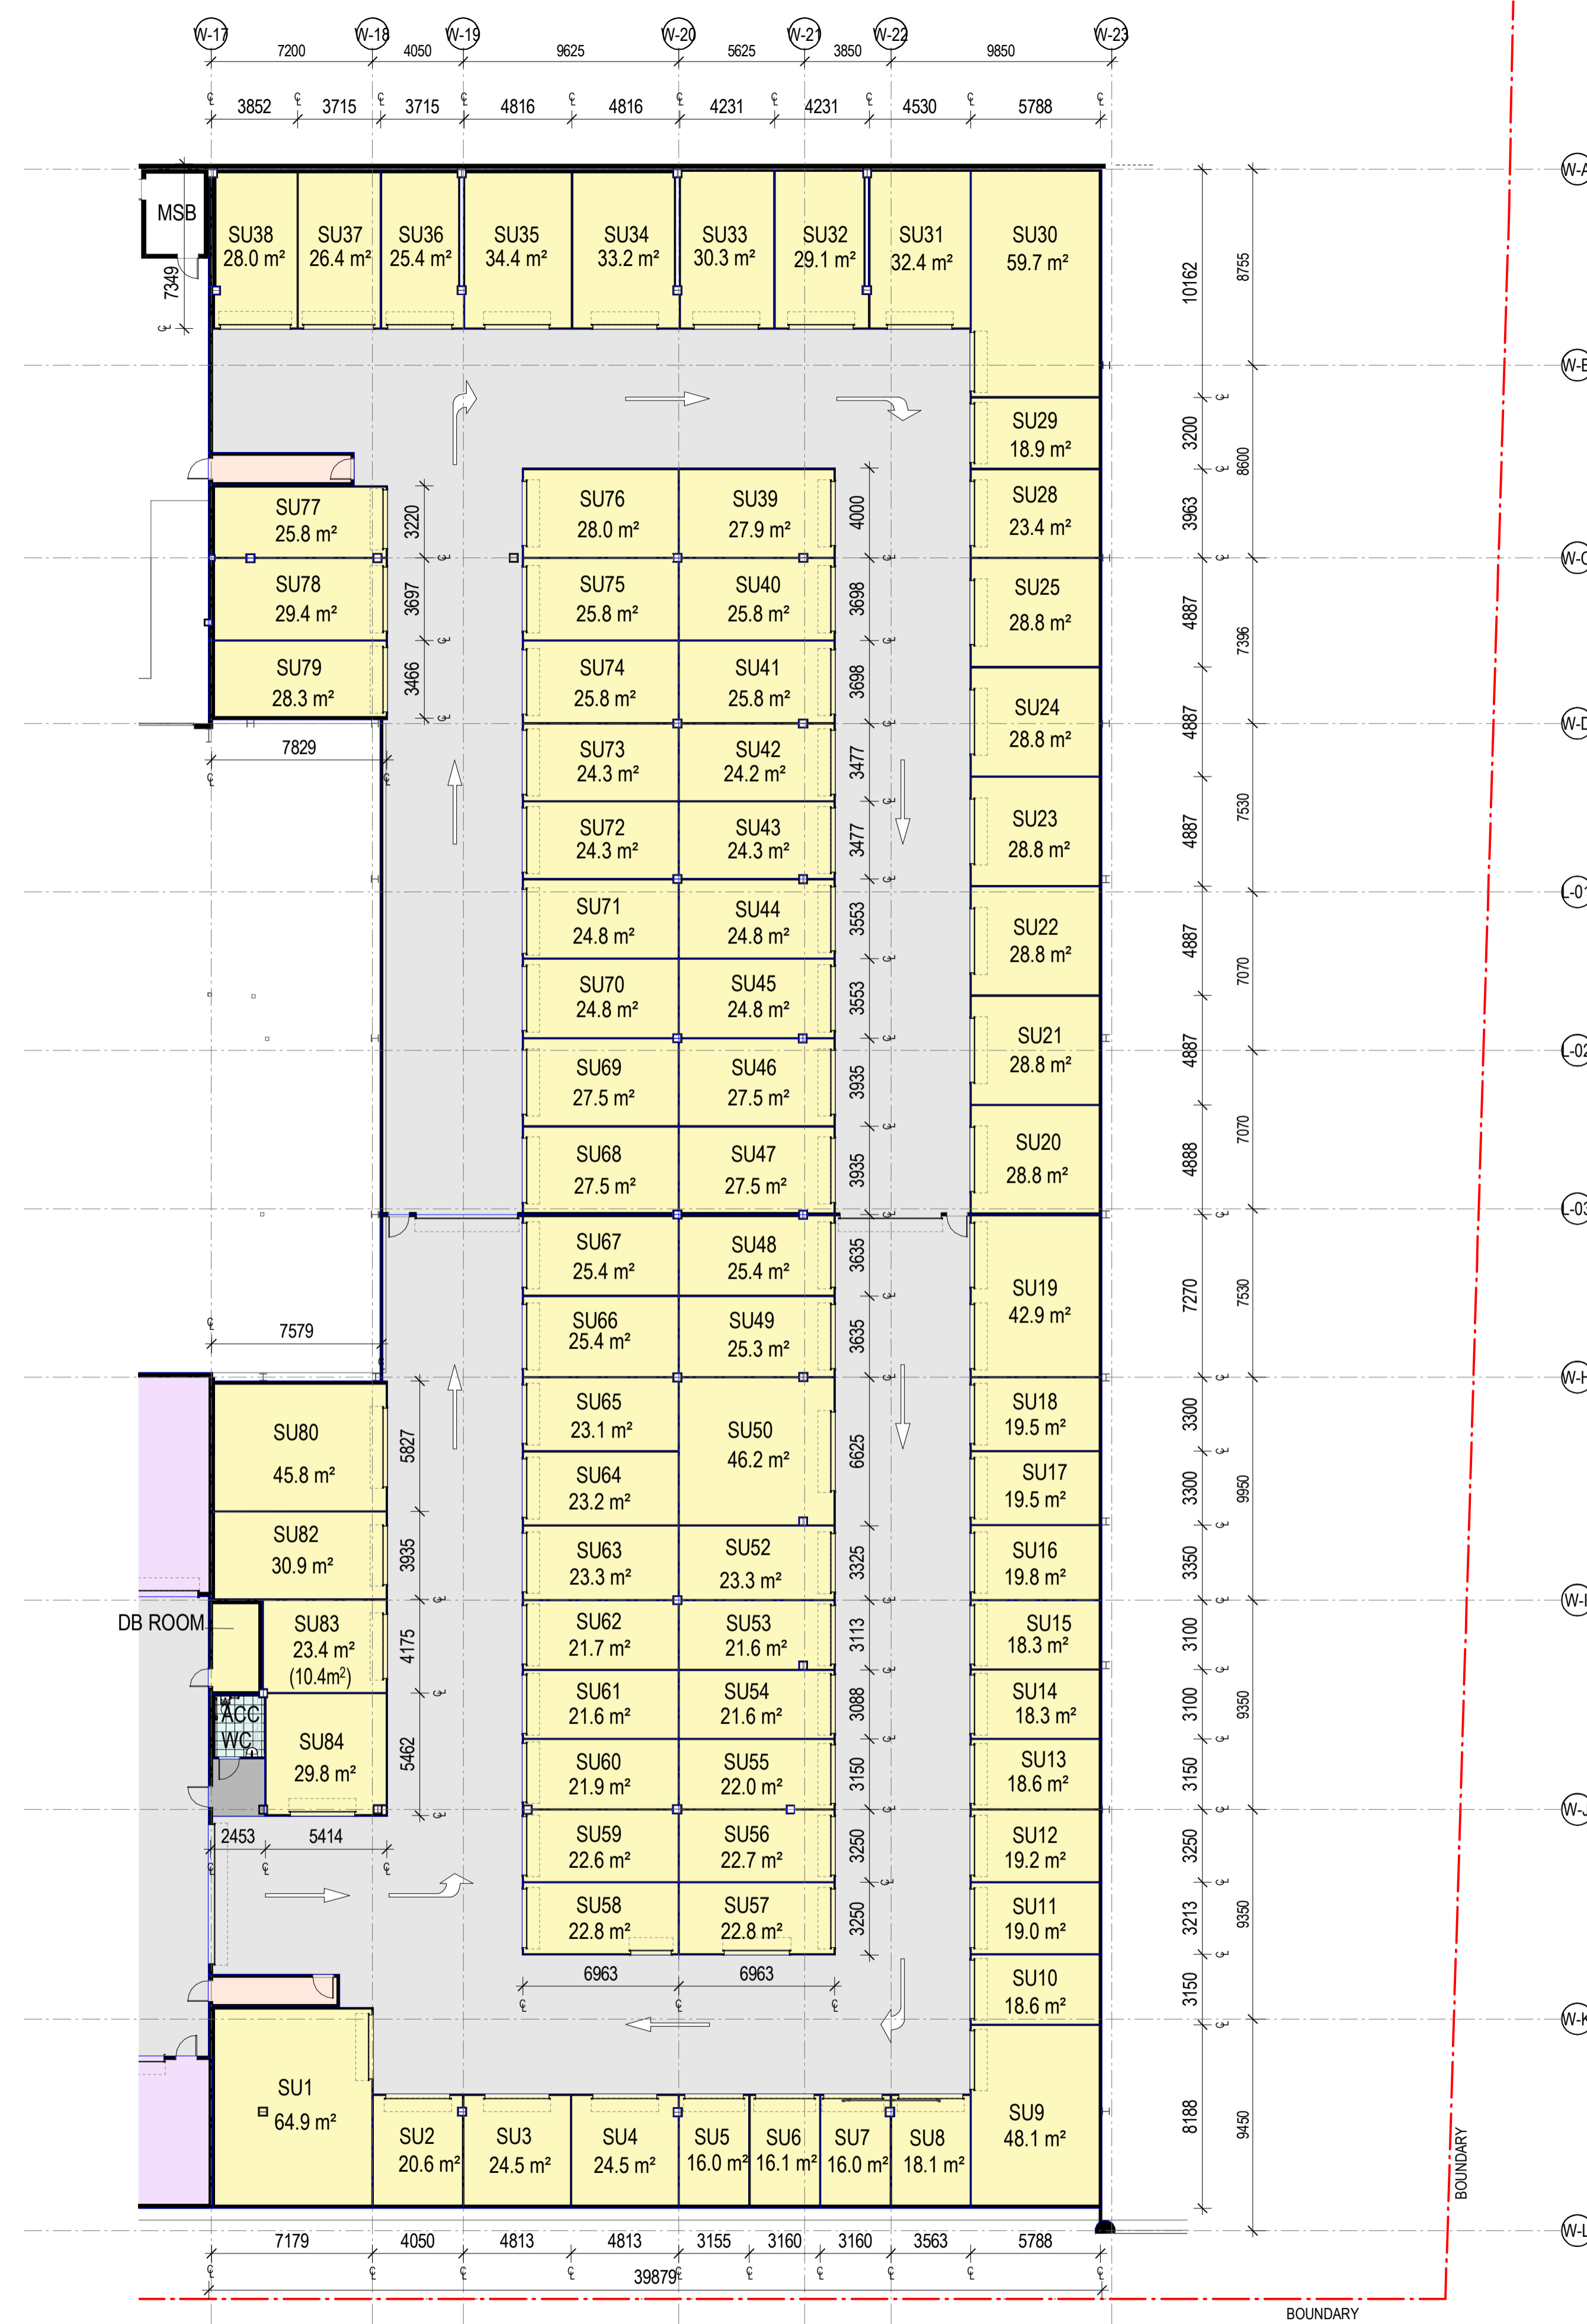 W-17
W-18
W-19
W-20
W-21
W-22
W-23
7200
4050
9625
5625
3850
9850
3852
3715
3715
4816
4816
4231
4231
4530
5788
W-A
MSB
7349
SU38
28.0 m²
SU37
26.4 m²
SU36
25.4 m²
SU35
34.4 m²
SU34
33.2 m²
SU33
30.3 m²
SU32
29.1 m²
SU31
32.4 m²
SU30
59.7 m²
10162
8755
SU29
18.9 m²
3200
8600
SU77
25.8 m²
3220
SU76
28.0 m²
SU39
27.9 m²
4000
SU28
23.4 m²
3963
SU78
29.4 m²
3697
SU75
25.8 m²
SU40
25.8 m²
3698
SU25
28.8 m²
4887
7396
SU79
28.3 m²
3466
SU74
25.8 m²
SU41
25.8 m²
3698
SU24
28.8 m²
4887
7829
SU73
24.3 m²
SU42
24.2 m²
3477
SU72
24.3 m²
SU43
24.3 m²
3477
SU23
28.8 m²
4887
7530
L-01
SU71
24.8 m²
SU44
24.8 m²
3553
SU22
28.8 m²
4887
7070
SU70
24.8 m²
SU45
24.8 m²
3553
SU21
28.8 m²
4887
L-02
SU69
27.5 m²
SU46
27.5 m²
3935
SU68
27.5 m²
SU47
27.5 m²
3935
SU20
28.8 m²
4888
7070
L-03
SU67
25.4 m²
SU48
25.4 m²
3635
SU19
42.9 m²
7270
7530
7579
SU66
25.4 m²
SU49
25.3 m²
3635
SU80
45.8 m²
5827
SU65
23.1 m²
SU50
46.2 m²
6625
SU18
19.5 m²
3300
SU64
23.2 m²
SU17
19.5 m²
3300
9950
SU82
30.9 m²
3935
SU63
23.3 m²
SU52
23.3 m²
3325
SU16
19.8 m²
3350
DB ROOM
SU83
23.4 m²
(10.4m²)
4175
SU62
21.7 m²
SU53
21.6 m²
3113
SU15
18.3 m²
3100
ACC
WC
SU84
29.8 m²
5462
SU61
21.6 m²
SU54
21.6 m²
3088
SU14
18.3 m²
3100
9350
SU60
21.9 m²
SU55
22.0 m²
3150
SU13
18.6 m²
3150
2453
5414
SU59
22.6 m²
SU56
22.7 m²
3250
SU12
19.2 m²
3250
SU58
22.8 m²
SU57
22.8 m²
3250
SU11
19.0 m²
3213
9350
6963
6963
SU10
18.6 m²
3150
SU1
64.9 m²
SU2
20.6 m²
SU3
24.5 m²
SU4
24.5 m²
SU5
16.0 m²
SU6
16.1 m²
SU7
16.0 m²
SU8
18.1 m²
SU9
48.1 m²
8188
9450
BOUNDARY
7179
4050
4813
4813
3155
3160
3160
3563
5788
39879
BOUNDARY